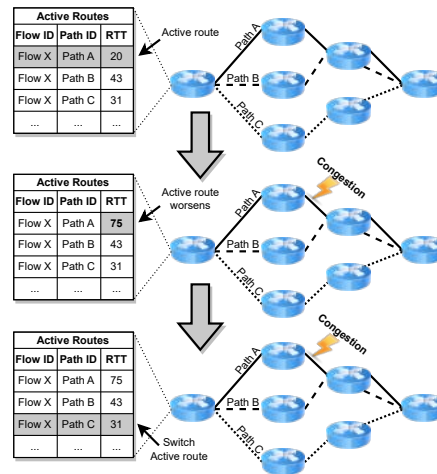 Active Routes
Flow ID Path ID RTT
Flow X Path A 20
Flow X Path B 43
Flow X Path C 31
... ... ...
Active route
Path A
Path B
Path C
Active Routes
Flow ID Path ID RTT
Flow X Path A 75
Flow X Path B 43
Flow X Path C 31
... ... ...
Active route
worsens
Path A
Path B
Path C
Congestion
Active Routes
Flow ID Path ID RTT
Flow X Path A 75
Flow X Path B 43
Flow X Path C 31
... ... ...
Switch
Active route
Path A
Path B
Path C
Congestion